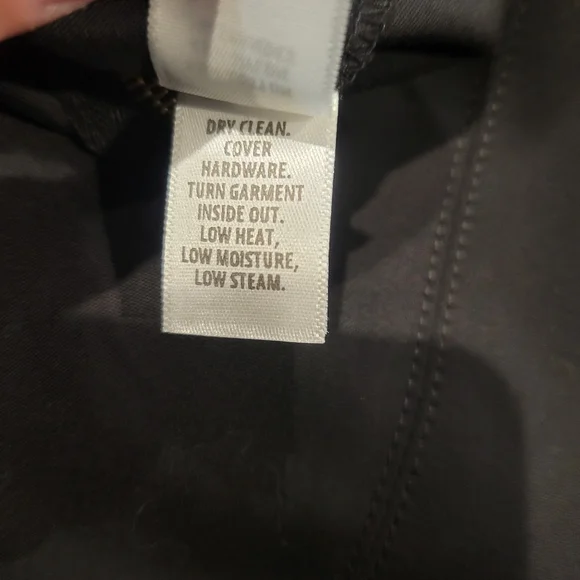 DRY CLEAN.
COVER
HARDWARE.
TURN GARMENT
INSIDE OUT.
LOW HEAT,
LOW MOISTURE,
LOW STEAM.